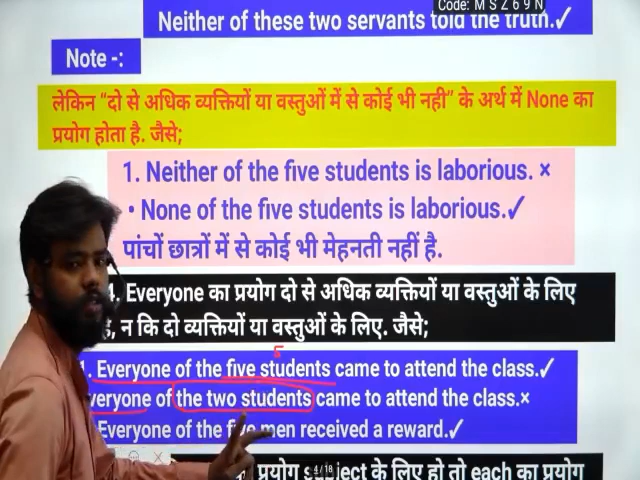 Code: M S Z 6 9 N
Neither of these two servants told the truth.✓
Note -:
लेकिन “दो से अधिक व्यक्तियों या वस्तुओं में से कोई भी नही” के अर्थ में None का
प्रयोग होता है. जैसे;
1. Neither of the five students is laborious. ×
• None of the five students is laborious.✓
पांचों छात्रों में से कोई भी मेहनती नहीं है.
4. Everyone का प्रयोग दो से अधिक व्यक्तियों या वस्तुओं के लिए
है, न कि दो व्यक्तियों या वस्तुओं के लिए. जैसे;
1. Everyone of the five students came to attend the class.✓
veryone of the two students came to attend the class.×
Everyone of the five men received a reward.✓
4 / 18
प्रयोग subject के लिए हो तो each का प्रयोग